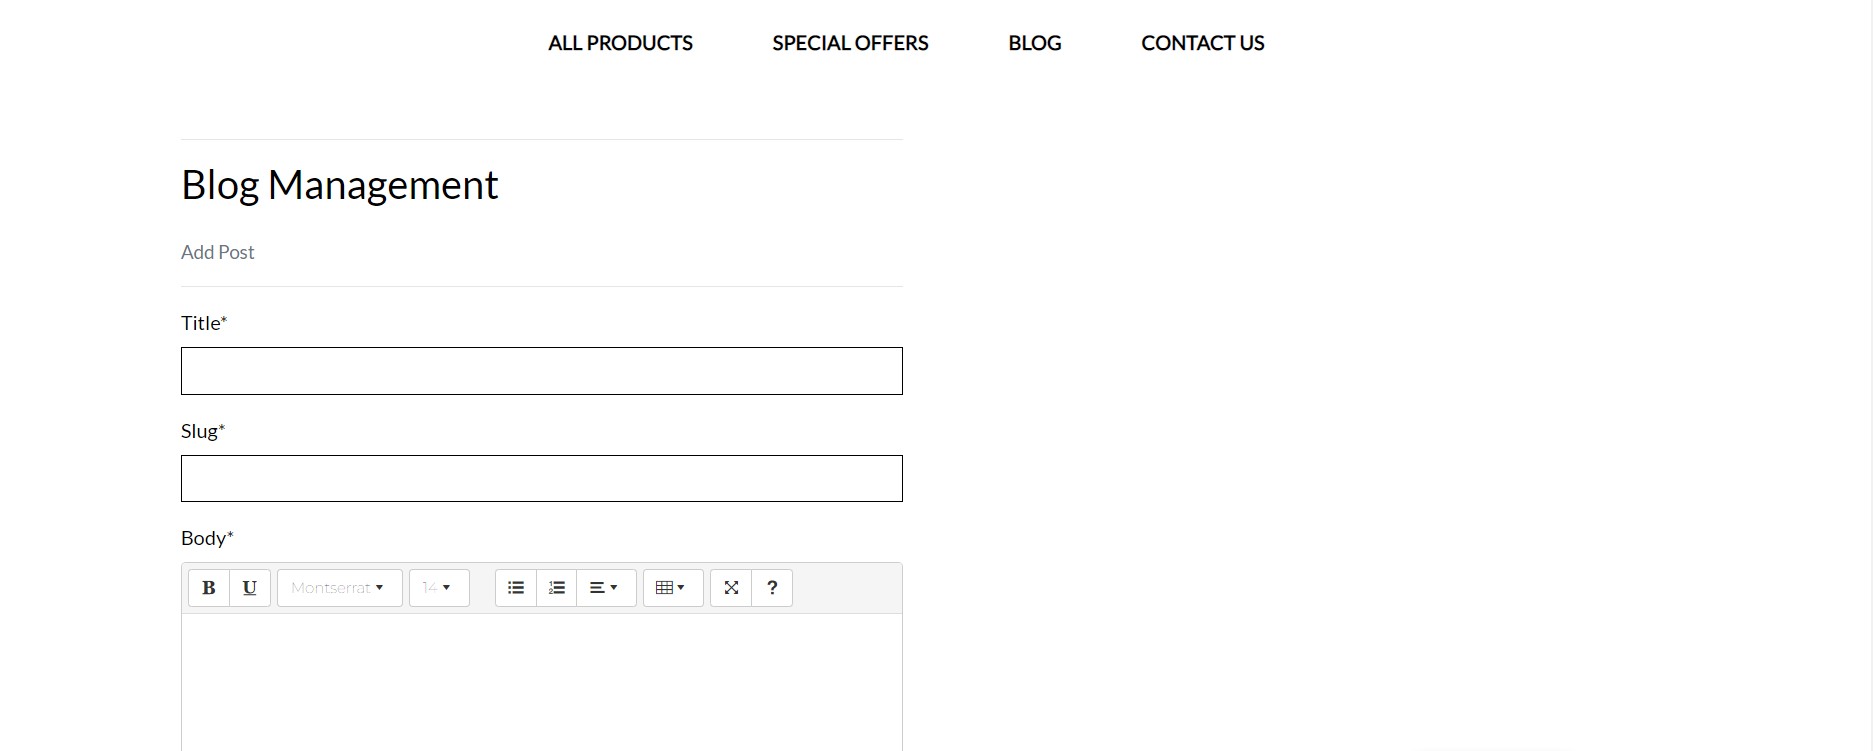 ALL PRODUCTS SPECIAL OFFERS BLOG CONTACT US
Blog Management
Add Post
Title*
Slug*
Body*
B U Montserrat 14 ?